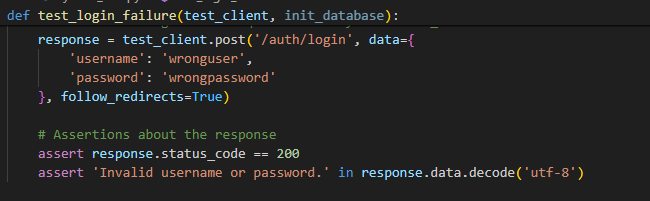 def test_login_failure(test_client, init_database):
response = test_client.post('/auth/login', data={
'username': 'wronguser',
'password': 'wrongpassword'
}, follow_redirects=True)
# Assertions about the response
assert response.status_code == 200
assert 'Invalid username or password.' in response.data.decode('utf-8')